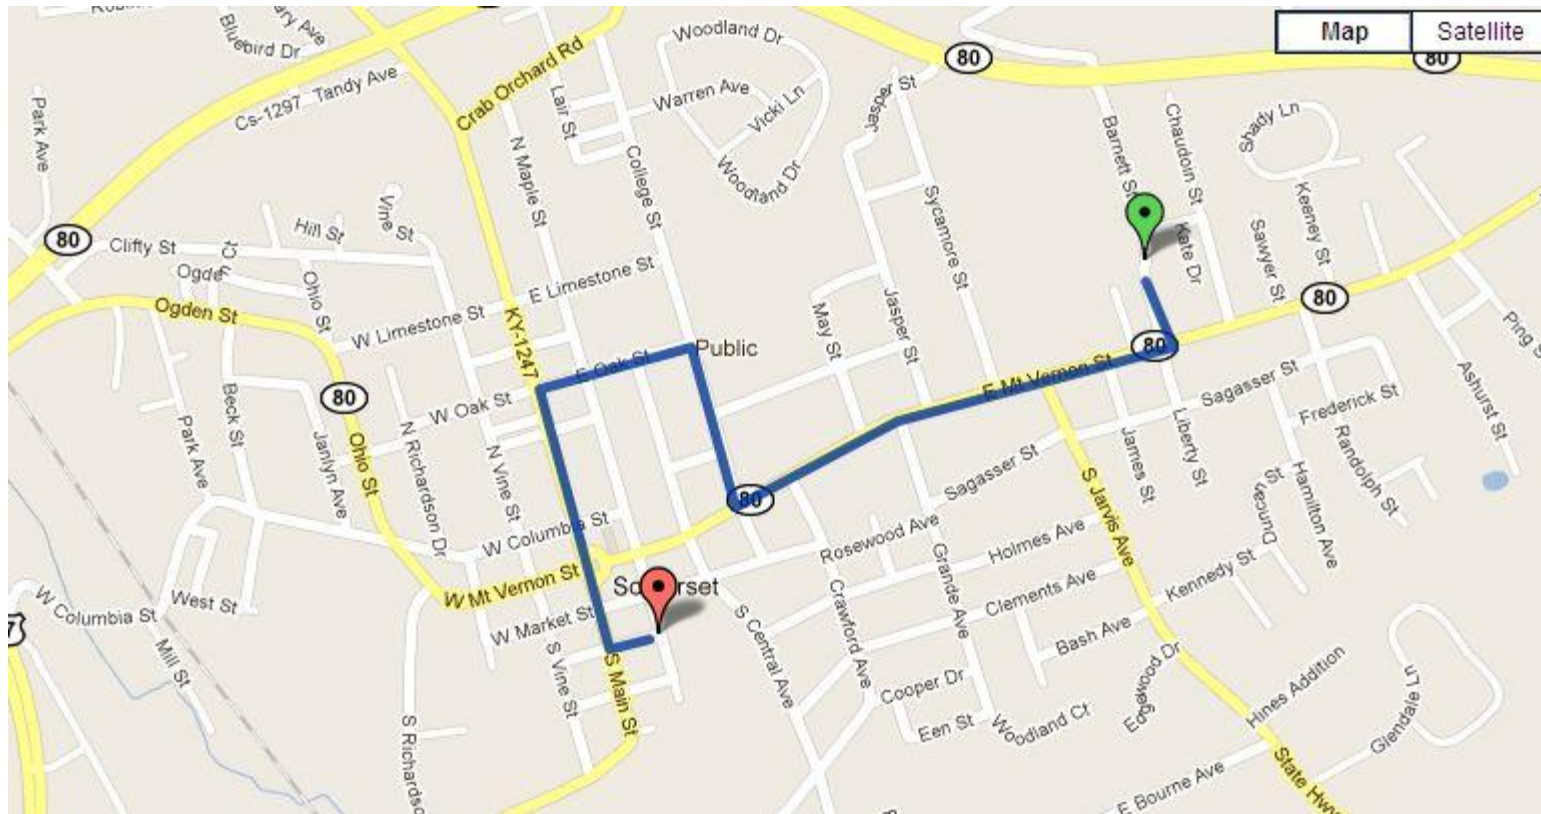 Map
Satellite
80
80
Bluebird Dr
Cs-1297 Tandy Ave
Crab Orchard Rd
Woodland Dr
Warren Ave
Vicki Ln
Woodland Dr
Lair St
College St
N Maple St
Jasper St
Sycamore St
Barnett St
Chaudoin St
Shady Ln
Keeney St
Kate Dr
Sawyer St
Park Ave
80
Clifty St
Hill St
Vine St
Ohio St
Ogden St
E Limestone St
W Limestone St
KY-1247
May St
Jasper St
80
80
Ping St
Public
E Oak St
W Oak St
E Mt Vernon St
Sagasser St
Frederick St
Ashurst St
80
Ohio St
Beck St
Park Ave
Janlyn Ave
N Richardson Dr
N Vine St
James St
Liberty St
Randolph St
Hamilton Ave
Duncan St
Sagasser St
S Jarvis Ave
80
W Columbia St
Rosewood Ave
Holmes Ave
Grande Ave
Clements Ave
Kennedy St
Bash Ave
W Mt Vernon St
Somerset
W Market St
S Central Ave
Crawford Ave
W Columbia St
West St
Mill St
S Vine St
S Main St
Cooper Dr
Een St
Woodland Ct
Edgewood Dr
Hines Addition
Glendale Ln
S Richardson
State Hwy
E Bourne Ave